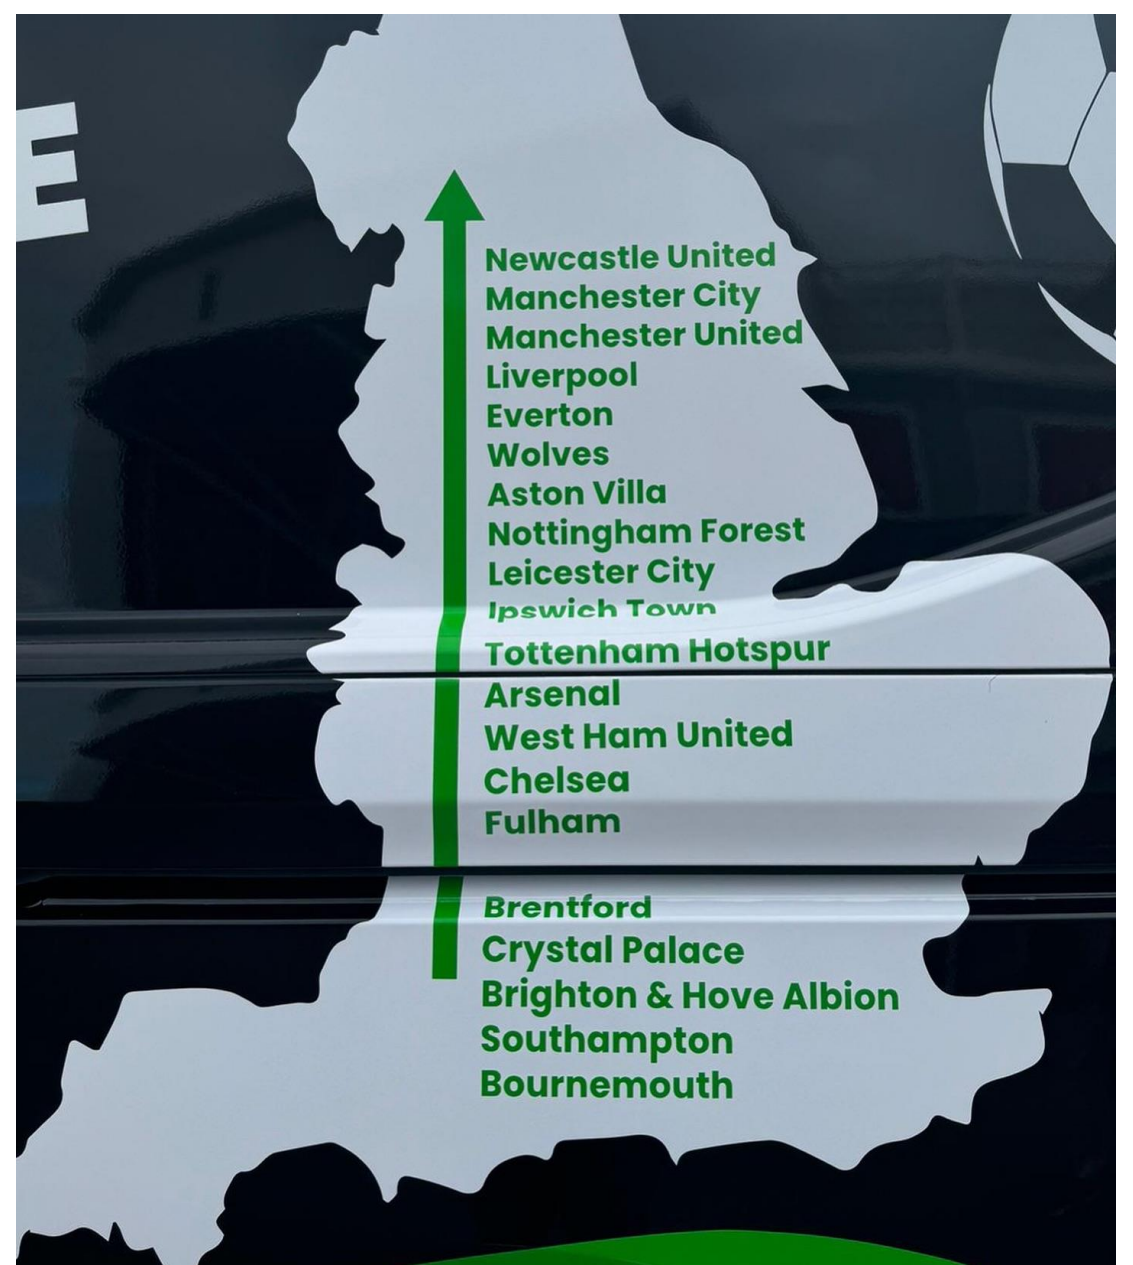 E
Newcastle United
Manchester City
Manchester United
Liverpool
Everton
Wolves
Aston Villa
Nottingham Forest
Leicester City
Ipswich Town
Tottenham Hotspur
Arsenal
West Ham United
Chelsea
Fulham
Brentford
Crystal Palace
Brighton & Hove Albion
Southampton
Bournemouth